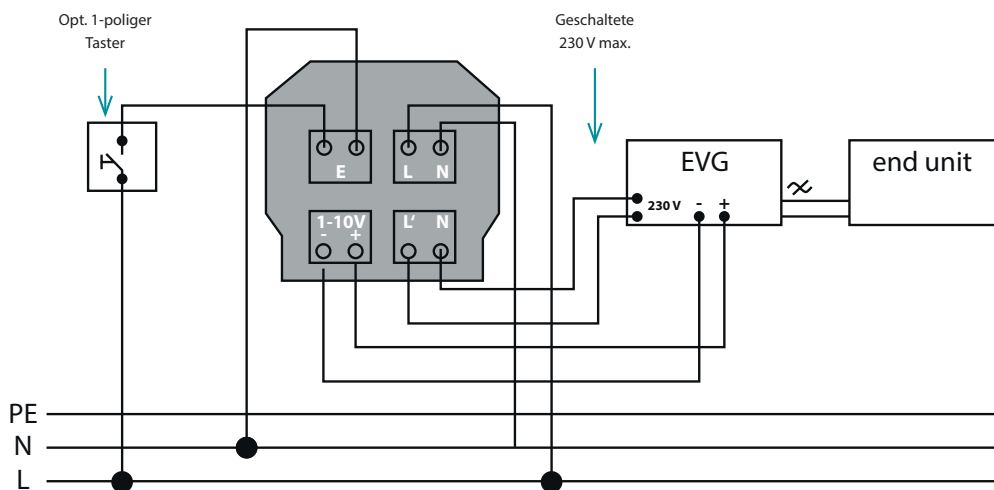 Opt. 1-poliger
Taster
Geschaltete
230 V max.
E
L N
1-10V
- +
L‘ N
EVG
230 V - +
end unit
PE
N
L